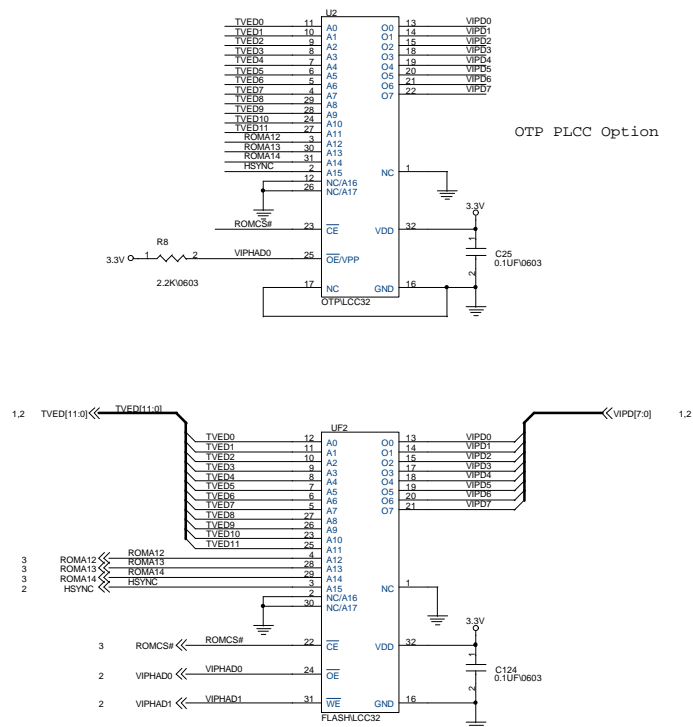 U2
TVED0 11 A0 O0 13 VIPD0
TVED1 10 A1 O1 14 VIPD1
TVED2 9 A2 O2 15 VIPD2
TVED3 8 A3 O3 18 VIPD3
TVED4 7 A4 O4 19 VIPD4
TVED5 6 A5 O5 20 VIPD5
TVED6 5 A6 O6 21 VIPD6
TVED7 4 A7 O7 22 VIPD7
TVED8 29 A8
TVED9 28 A9
TVED10 24 A10
TVED11 27 A11
OTP PLCC Option
ROMA12 3 A12
ROMA13 30 A13
ROMA14 31 A14
HSYNC 2 A15 NC 1
12 NC/A16
26 NC/A17
3.3V
ROMCS# 23 CE VDD 32
R8
3.3V 1 2 VIPHAD0 25 OE/VPP
2.2K\0603
1 2 C25
0.1UF\0603
17 NC GND 16
OTP\LCC32
1,2 TVED[11:0] TVED[11:0] VIPD[7:0] 1,2
UF2
TVED0 12 A0 O0 13 VIPD0
TVED1 11 A1 O1 14 VIPD1
TVED2 10 A2 O2 15 VIPD2
TVED3 9 A3 O3 17 VIPD3
TVED4 8 A4 O4 18 VIPD4
TVED5 7 A5 O5 19 VIPD5
TVED6 6 A6 O6 20 VIPD6
TVED7 5 A7 O7 21 VIPD7
TVED8 27 A8
TVED9 26 A9
TVED10 23 A10
TVED11 25 A11
3 ROMA12 ROMA12 4 A12
3 ROMA13 ROMA13 28 A13
3 ROMA14 ROMA14 29 A14
2 HSYNC HSYNC 3 A15 NC 1
2 NC/A16
30 NC/A17
3.3V
3 ROMCS# ROMCS# 22 CE VDD 32
2 VIPHAD0 VIPHAD0 24 OE
1 2 C124
0.1UF\0603
2 VIPHAD1 VIPHAD1 31 WE GND 16
FLASH\LCC32